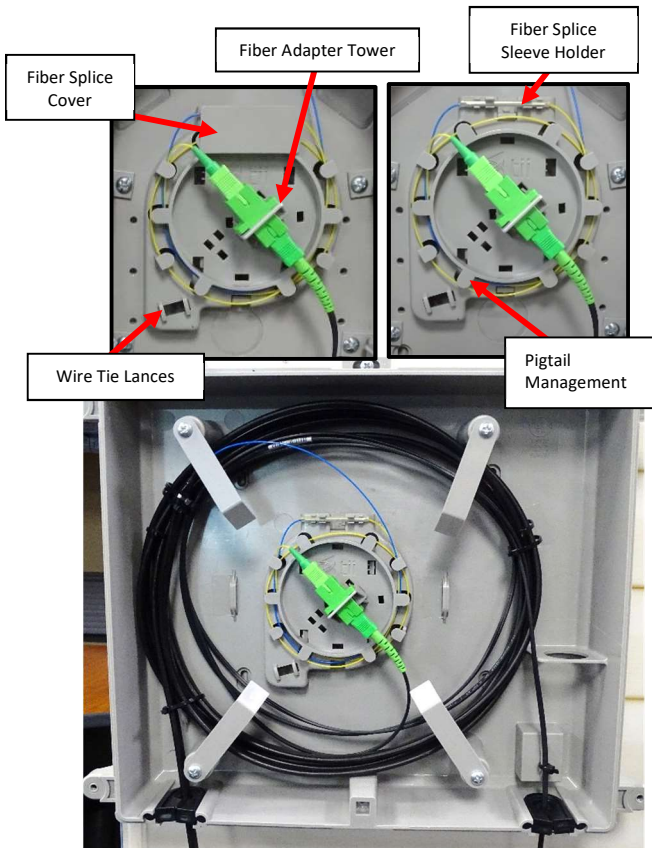 Fiber Splice
Cover
Fiber Adapter Tower
Fiber Splice
Sleeve Holder
Wire Tie Lances
Pigtail
Management